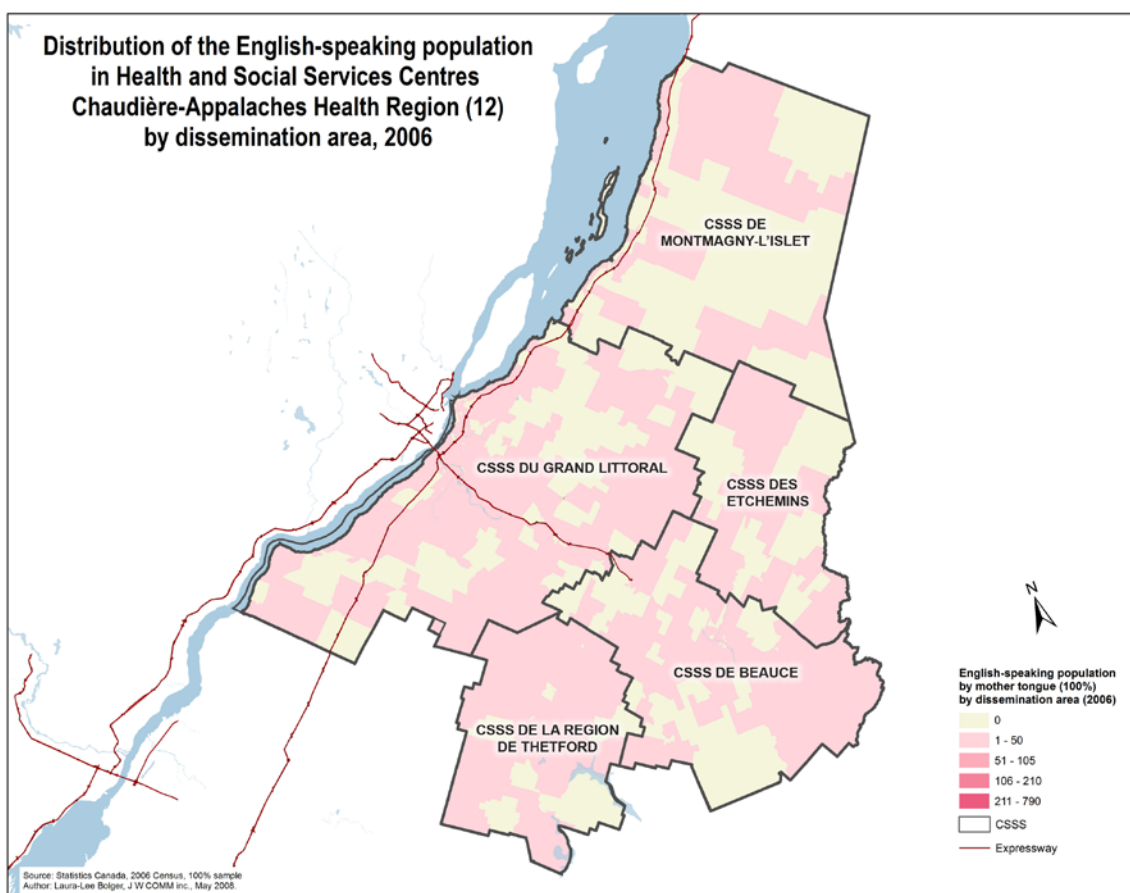 Distribution of the English-speaking population
in Health and Social Services Centres
Chaudière-Appalaches Health Region (12)
by dissemination area, 2006
CSSS DE
MONTMAGNY-L'ISLET
CSSS DU GRAND LITTORAL
CSSS DES
ETCHEMINS
CSSS DE BEAUCE
CSSS DE LA REGION
DE THETFORD
N
English-speaking population
by mother tongue (100%)
by dissemination area (2006)
0
1 - 50
51 - 105
106 - 210
211 - 790
CSSS
Expressway
Source: Statistics Canada, 2006 Census, 100% sample
Author: Laura-Lee Bolger, J W COMM inc., May 2008.